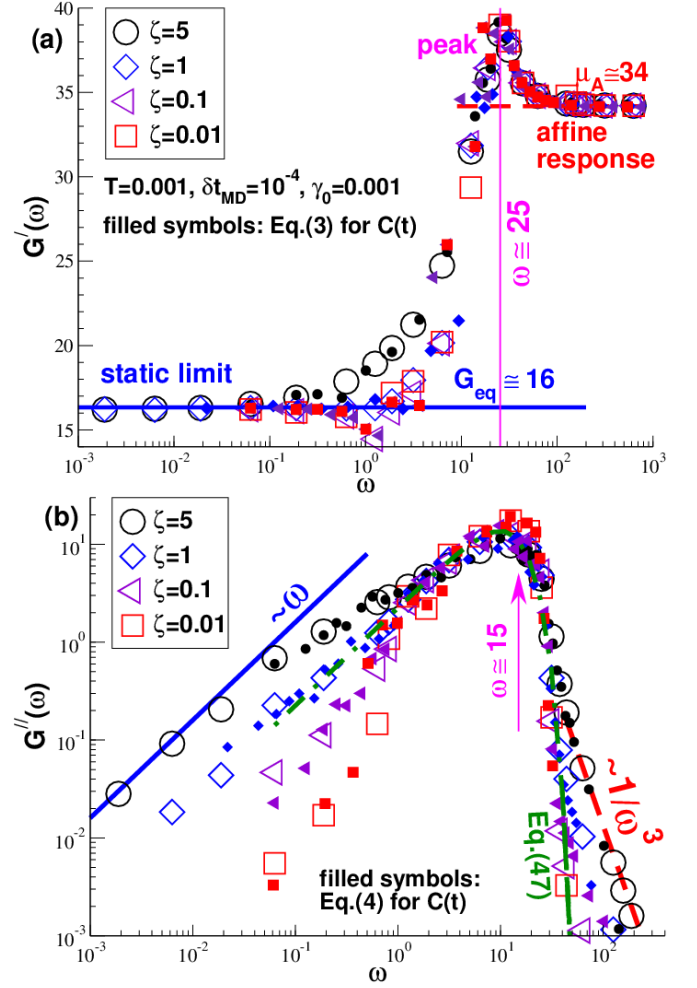 (a)
ζ=5
ζ=1
ζ=0.1
ζ=0.01
peak
μA≅34
affine
response
T=0.001, δtMD=10-4, γ0=0.001
filled symbols: Eq.(3) for C(t)
ω ≅ 25
static limit
Geq ≅ 16
G/(ω)
40
35
30
25
20
15
10-3
10-2
10-1
100
101
102
103
ω
(b)
ζ=5
ζ=1
ζ=0.1
ζ=0.01
~ω
ω≅15
~1/ω3
Eq.(47)
filled symbols:
Eq.(4) for C(t)
G//(ω)
101
100
10-1
10-2
10-3
10-3
10-2
10-1
100
101
102
ω